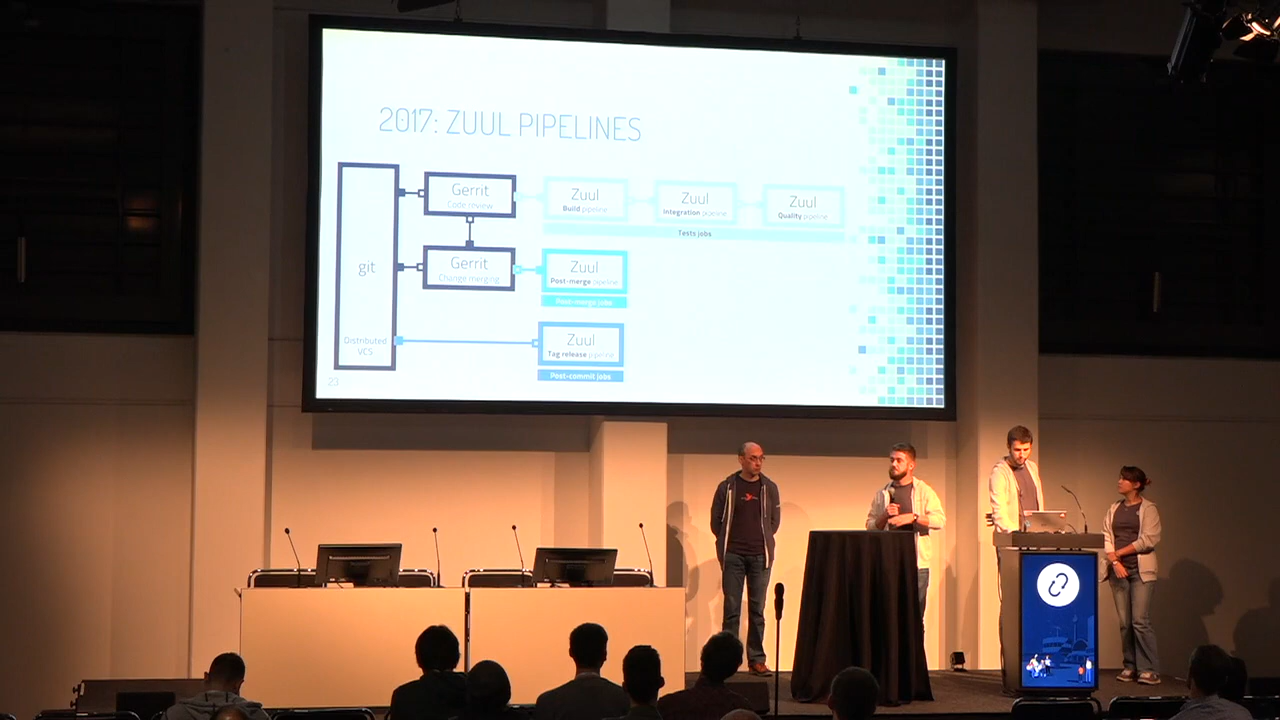 2017: ZUUL PIPELINES
git
Distributed
VCS
Gerrit
Code review
Zuul
Build pipeline
Zuul
Integration pipeline
Zuul
Quality pipeline
Tests jobs
Gerrit
Change merging
Zuul
Post-merge pipeline
Post-merge jobs
Zuul
Tag release pipeline
Post-commit jobs
23